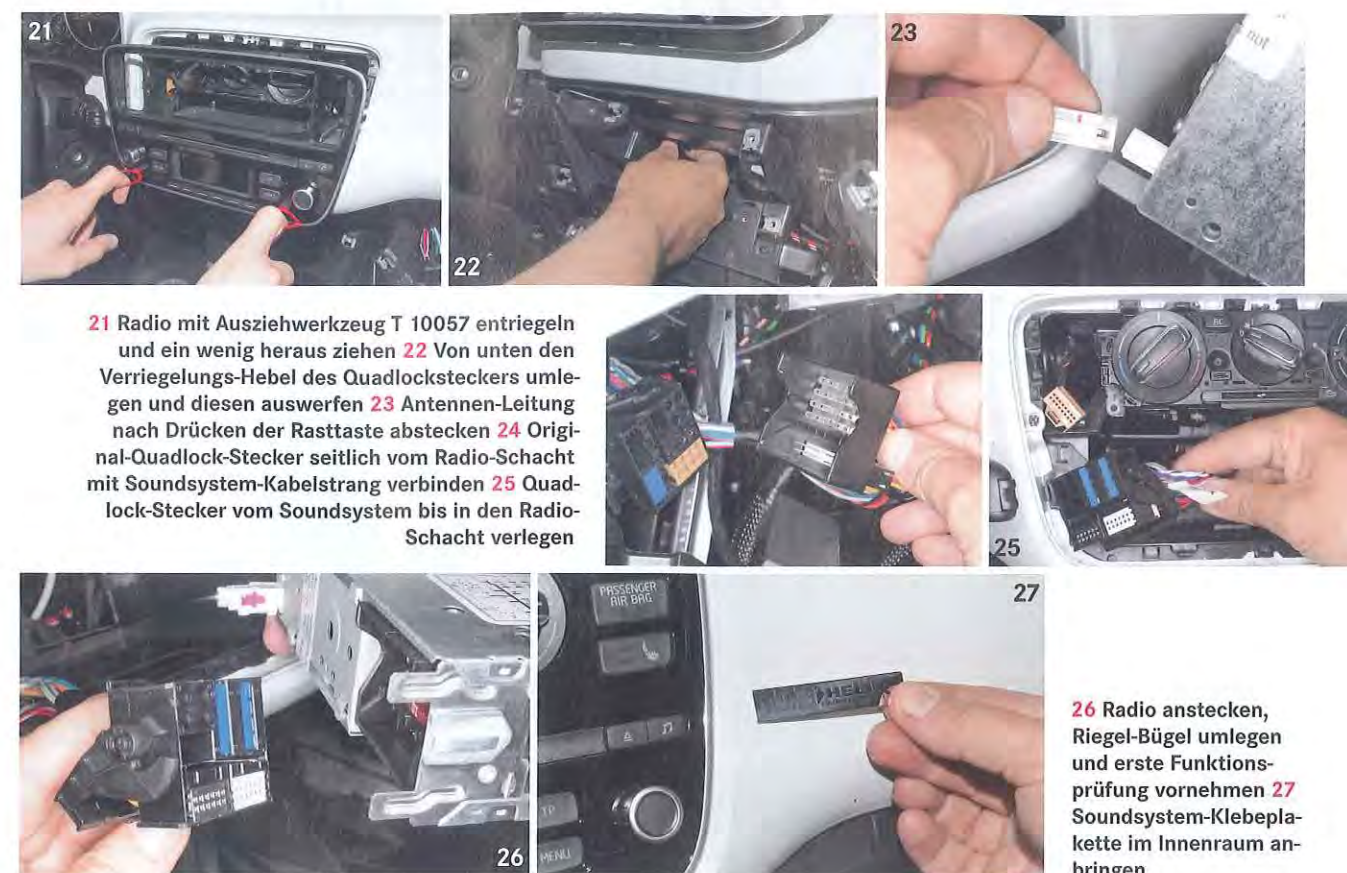 21
22
23
not
21 Radio mit Ausziehwerkzeug T 10057 entriegeln
und ein wenig heraus ziehen 22 Von unten den
Verriegelungs-Hebel des Quadlocksteckers umle-
gen und diesen auswerfen 23 Antennen-Leitung
nach Drücken der Rasttaste abstecken 24 Origi-
nal-Quadlock-Stecker seitlich vom Radio-Schacht
mit Soundsystem-Kabelstrang verbinden 25 Quad-
lock-Stecker vom Soundsystem bis in den Radio-
Schacht verlegen
25
26
PASSENGER
AIR BAG
27
MENU
26 Radio anstecken,
Riegel-Bügel umlegen
und erste Funktions-
prüfung vornehmen 27
Soundsystem-Klebepla-
kette im Innenraum an-
bringen